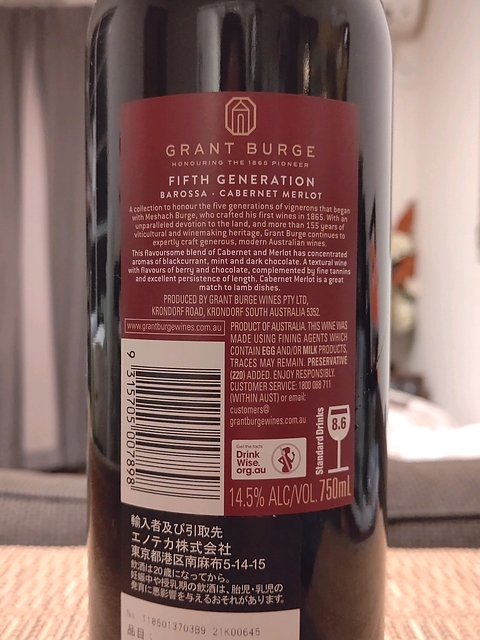 GRANT BURGE
HONOURING THE 1865 PIONEER
FIFTH GENERATION
BAROSSA · CABERNET MERLOT
A collection to honour the five generations of vignerons that began
with Meshach Burge, who crafted his first wines in 1865. With an
unparalleled devotion to the land, and more than 155 years of
viticultural and winemaking heritage, Grant Burge continues to
expertly craft generous, modern Australian wines.
This flavoursome blend of Cabernet and Merlot has concentrated
aromas of blackcurrant, mint and dark chocolate. A textural wine
with flavours of berry and chocolate, complemented by fine tannins
and excellent persistence of length. Cabernet Merlot is a great
match to lamb dishes.
PRODUCED BY GRANT BURGE WINES PTY LTD,
KRONDORF ROAD, KRONDORF SOUTH AUSTRALIA 5352.
www.grantburgewines.com.au
PRODUCT OF AUSTRALIA. THIS WINE WAS
MADE USING FINING AGENTS WHICH
CONTAIN EGG AND/OR MILK PRODUCTS,
TRACES MAY REMAIN. PRESERVATIVE
(220) ADDED. ENJOY RESPONSIBLY.
CUSTOMER SERVICE: 1800 088 711
(WITHIN AUST) or email:
customers@
grantburgewines.com.au
9 315705 007898
Get the facts
Drink
Wise.
org.au
Standard Drinks
8.6
14.5% ALC/VOL. 750mL
輸入者及び引取先
エノテカ株式会社
東京都港区南麻布5-14-15
飲酒は20歳になってから。
妊娠中や授乳期の飲酒は、胎児・乳児の
発育に悪影響を与えるおそれがあります。
No 1185013703B9 21K00645
品目: